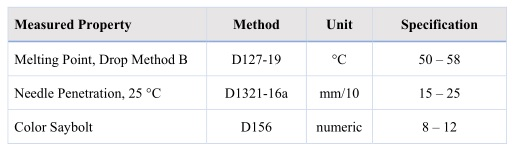 Measured Property Method Unit Specification
Melting Point, Drop Method B D127-19 °C 50 – 58
Needle Penetration, 25 °C D1321-16a mm/10 15 – 25
Color Saybolt D156 numeric 8 – 12